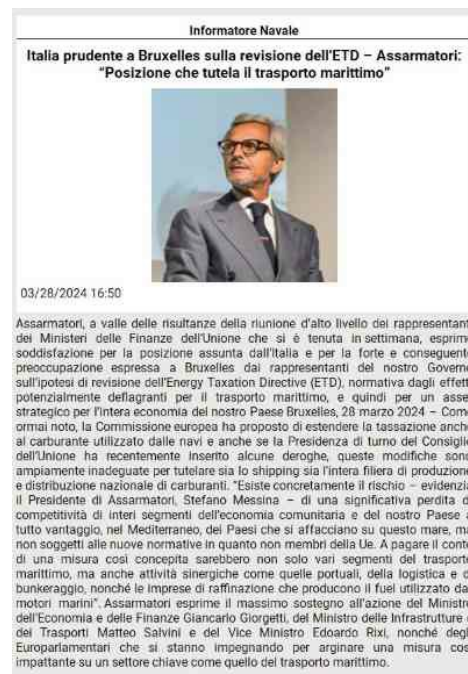 Informatore Navale
Italia prudente a Bruxelles sulla revisione dell'ETD – Assarmatori:
"Posizione che tutela il trasporto marittimo"
03/28/2024 16:50
Assarmatori, a valle delle risultanze della riunione d'alto livello dei rappresentant
dei Ministeri delle Finanze dell'Unione che si è tenuta in settimana, esprim
soddisfazione per la posizione assunta dall'Italia e per la forte e conseguent
preoccupazione espressa a Bruxelles dai rappresentanti del nostro Govern
sull'ipotesi di revisione dell'Energy Taxation Directive (ETD), normativa dagli effett
potenzialmente deflagranti per il trasporto marittimo, e quindi per un asse
strategico per l'intera economia del nostro Paese Bruxelles, 28 marzo 2024 – Com
ormai noto, la Commissione europea ha proposto di estendere la tassazione anch
al carburante utilizzato dalle navi e anche se la Presidenza di turno del Consigli
dell'Unione ha recentemente inserito alcune deroghe, queste modifiche son
ampiamente inadeguate per tutelare sia lo shipping sia l'intera filiera di produzion
e distribuzione nazionale di carburanti. "Esiste concretamente il rischio – evidenzi
il Presidente di Assarmatori, Stefano Messina – di una significativa perdita d
competitività di interi segmenti dell'economia comunitaria e del nostro Paese a
tutto vantaggio, nel Mediterraneo, dei Paesi che si affacciano su questo mare, m
non soggetti alle nuove normative in quanto non membri della Ue. A pagare il cont
di una misura così concepita sarebbero non solo vari segmenti del trasport
marittimo, ma anche attività sinergiche come quelle portuali, della logistica e d
bunkeraggio, nonché le imprese di raffinazione che producono il fuel utilizzato da
motori marini". Assarmatori esprime il massimo sostegno all'azione del Ministr
dell'Economia e delle Finanze Giancarlo Giorgetti, del Ministro delle Infrastrutture
dei Trasporti Matteo Salvini e del Vice Ministro Edoardo Rixi, nonché degl
Europarlamentari che si stanno impegnando per arginare una misura cos
impattante su un settore chiave come quello del trasporto marittimo.